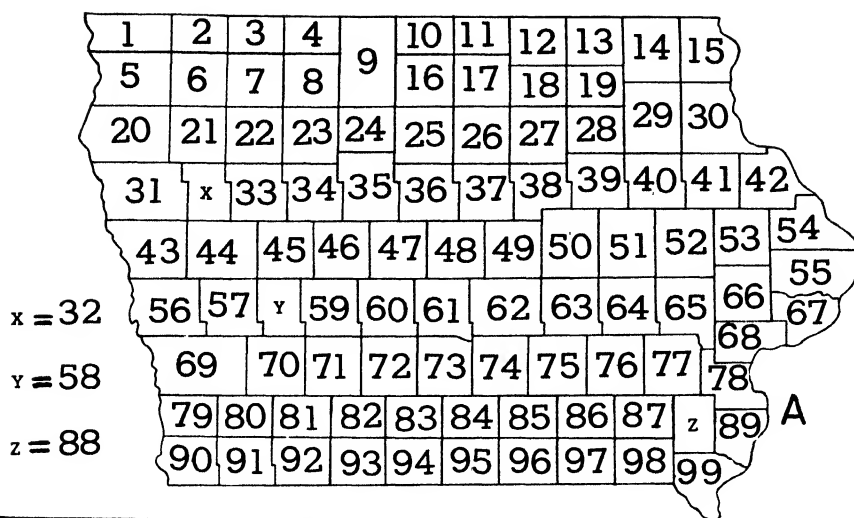 1 2 3 4 9 10 11 12 13 14 15
5 6 7 8 16 17 18 19
20 21 22 23 24 25 26 27 28 29 30
31 X 33 34 35 36 37 38 39 40 41 42
43 44 45 46 47 48 49 50 51 52 53 54
55
56 57 Y 59 60 61 62 63 64 65 66 67
68
69 70 71 72 73 74 75 76 77 78
79 80 81 82 83 84 85 86 87 Z 89 A
90 91 92 93 94 95 96 97 98 99
X = 32
Y = 58
Z = 88